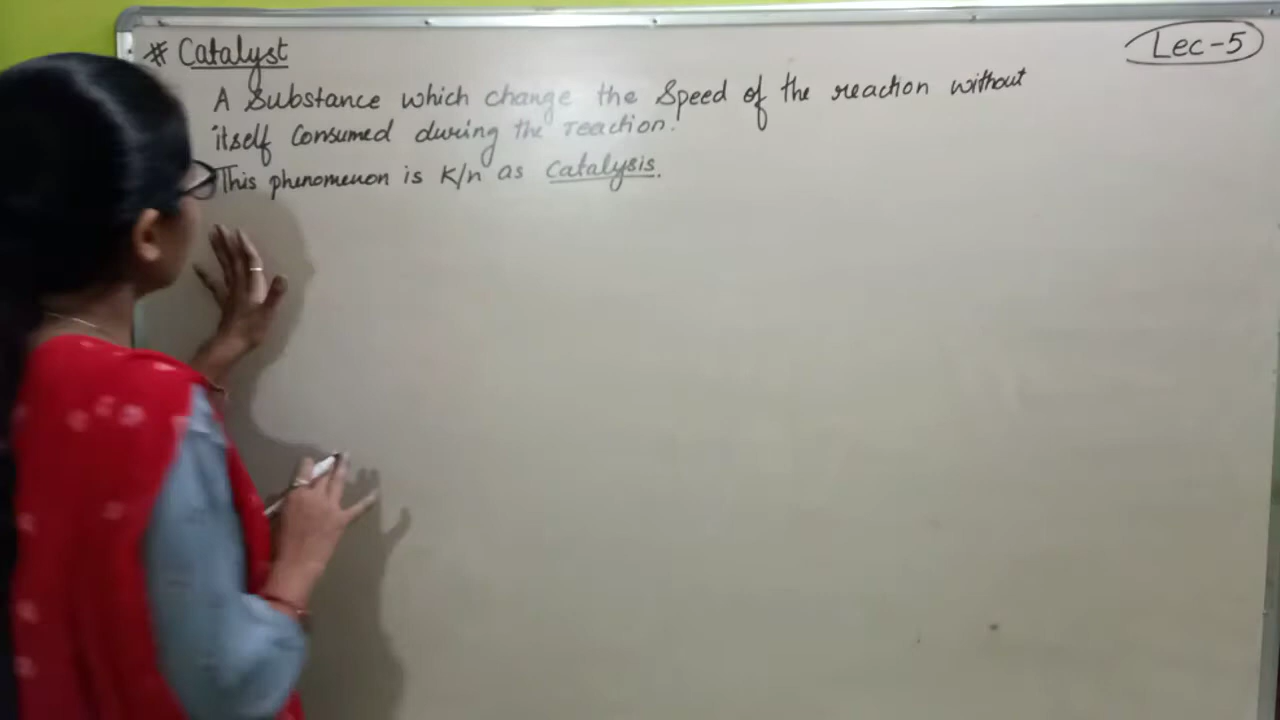 # Catalyst
Lec-5
A Substance which change the Speed of the reaction without
itself Consumed during the reaction.
This phenomenon is K/n as Catalysis.